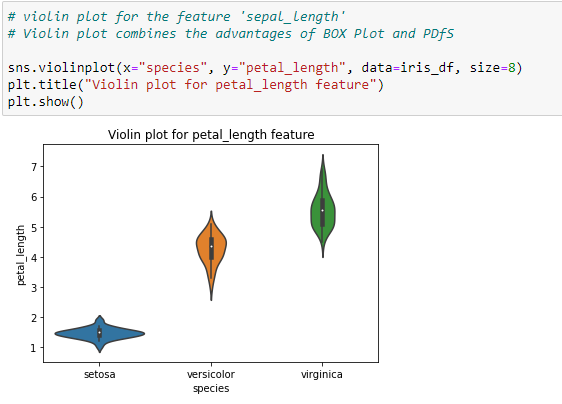 # violin plot for the feature 'sepal_length'
# Violin plot combines the advantages of BOX Plot and PDfS
sns.violinplot(x="species", y="petal_length", data=iris_df, size=8)
plt.title("Violin plot for petal_length feature")
plt.show()
Violin plot for petal_length feature
7
6
5
4
3
2
1
petal_length
setosa versicolor virginica
species